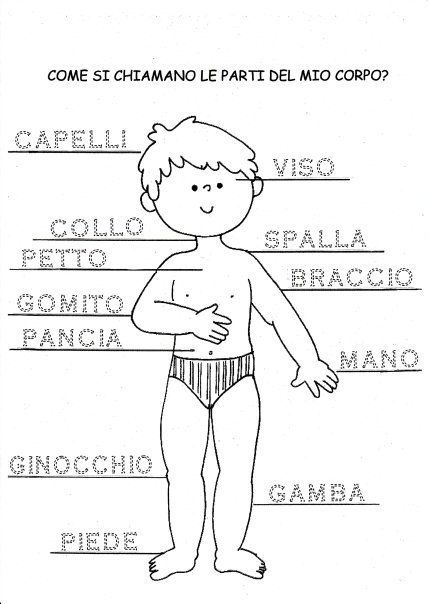 COME SI CHIAMANO LE PARTI DEL MIO CORPO?
CAPELLI
VISO
COLLO
SPALLA
PETTO
BRACCIO
GOMITO
PANCIA
MANO
GINOCCHIO
GAMBA
PIEDE